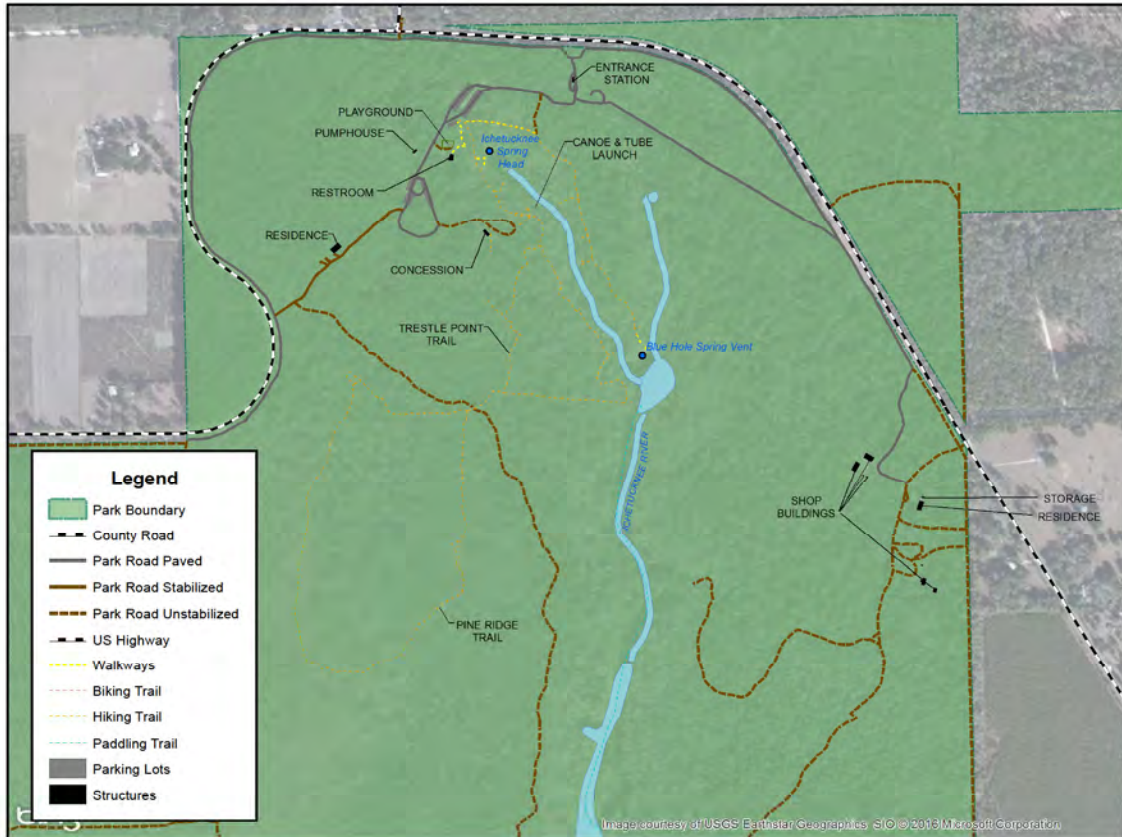 ENTRANCE
STATION
PLAYGROUND
PUMPHOUSE
Ichetucknee
Spring
Head
CANOE & TUBE
LAUNCH
RESTROOM
RESIDENCE
CONCESSION
TRESTLE POINT
TRAIL
Blue Hole Spring Vent
ICHETUCKNEE RIVER
SHOP
BUILDINGS
STORAGE
RESIDENCE
PINE RIDGE
TRAIL
Legend
Park Boundary
County Road
Park Road Paved
Park Road Stabilized
Park Road Unstabilized
US Highway
Walkways
Biking Trail
Hiking Trail
Paddling Trail
Parking Lots
Structures
Image courtesy of USGS Earthstar Geographics SIO © 2016 Microsoft Corporation